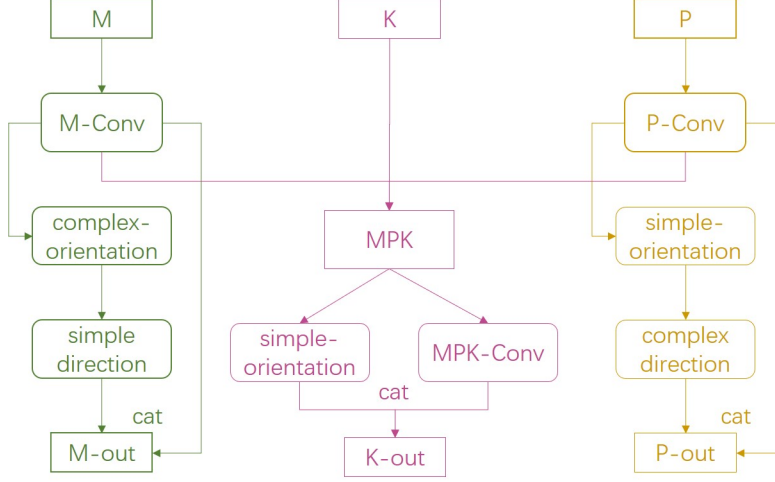 M
K
P
M-Conv
P-Conv
complex-
orientation
MPK
simple-
orientation
simple
direction
simple-
orientation
MPK-Conv
complex
direction
cat
cat
cat
M-out
K-out
P-out